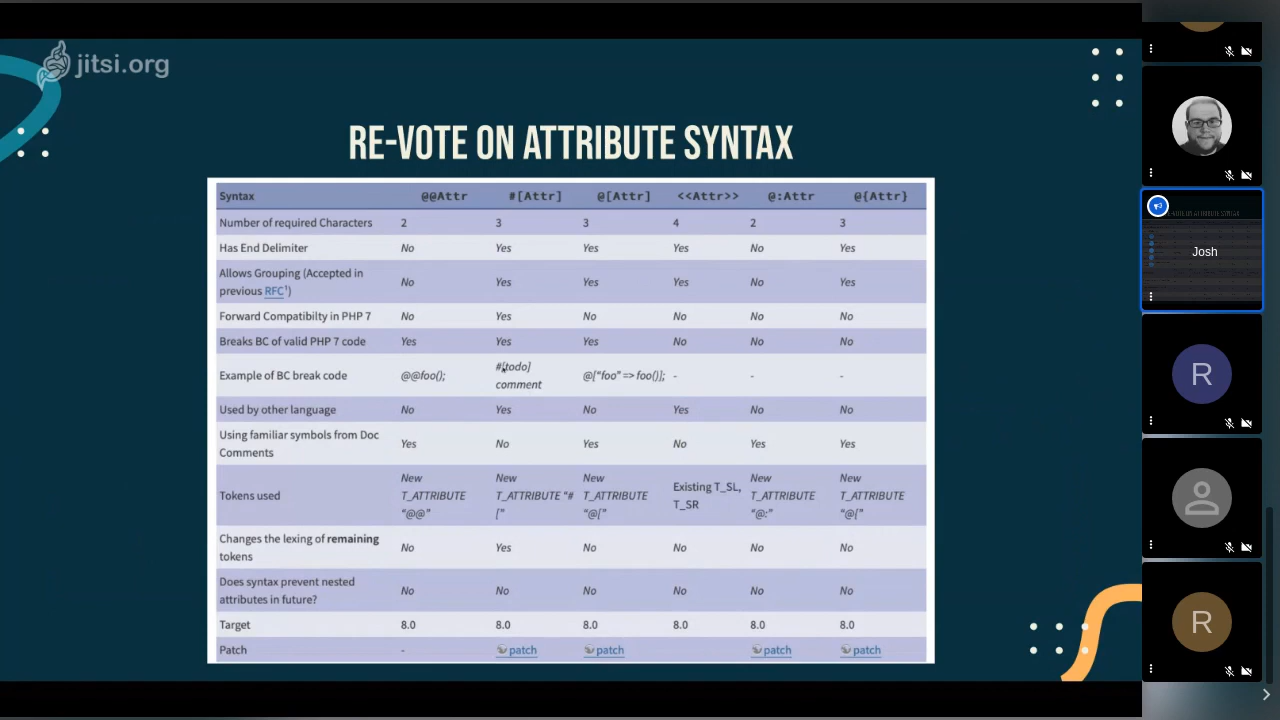 jitsi.org
RE-VOTE ON ATTRIBUTE SYNTAX
Syntax @@Attr #[Attr] @[Attr] <<Attr>> @:Attr @{Attr}
Number of required Characters 2 3 3 4 2 3
Has End Delimiter No Yes Yes Yes No Yes
Allows Grouping (Accepted in
previous RFC¹) No Yes Yes Yes No Yes
Forward Compatibilty in PHP 7 No Yes No No No No
Breaks BC of valid PHP 7 code Yes Yes Yes No No No
Example of BC break code @@foo(); #[todo] @["foo" => foo()]; - - -
comment
Used by other language No Yes No Yes No No
Using familiar symbols from Doc
Comments Yes No Yes No Yes Yes
Tokens used New T_ATTRIBUTE "@@" New T_ATTRIBUTE "#[" New T_ATTRIBUTE "@[" Existing T_SL, T_SR New T_ATTRIBUTE "@:" New T_ATTRIBUTE "@{"
Changes the lexing of remaining
tokens No Yes No No No No
Does syntax prevent nested
attributes in future? No No No No No No
Target 8.0 8.0 8.0 8.0 8.0 8.0
Patch - patch patch patch patch
Josh
R
R